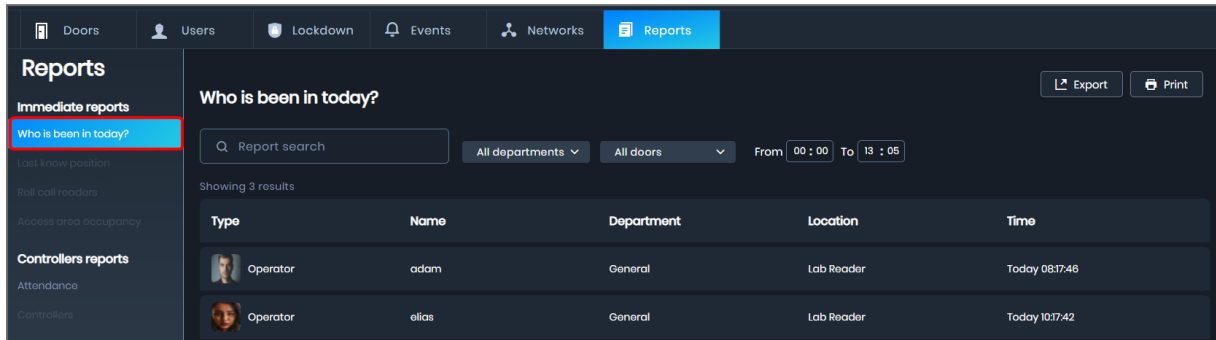 Doors Users Lockdown Events Networks Reports
Reports
Immediate reports
Who is been in today?
Last know position
Roll call readers
Access area occupancy
Controllers reports
Attendance
Controllers
Who is been in today?
Export Print
Report search All departments All doors From 00 : 00 To 13 : 05
Showing 3 results
Type Name Department Location Time
Operator adam General Lab Reader Today 08:17:46
Operator elias General Lab Reader Today 10:17:42